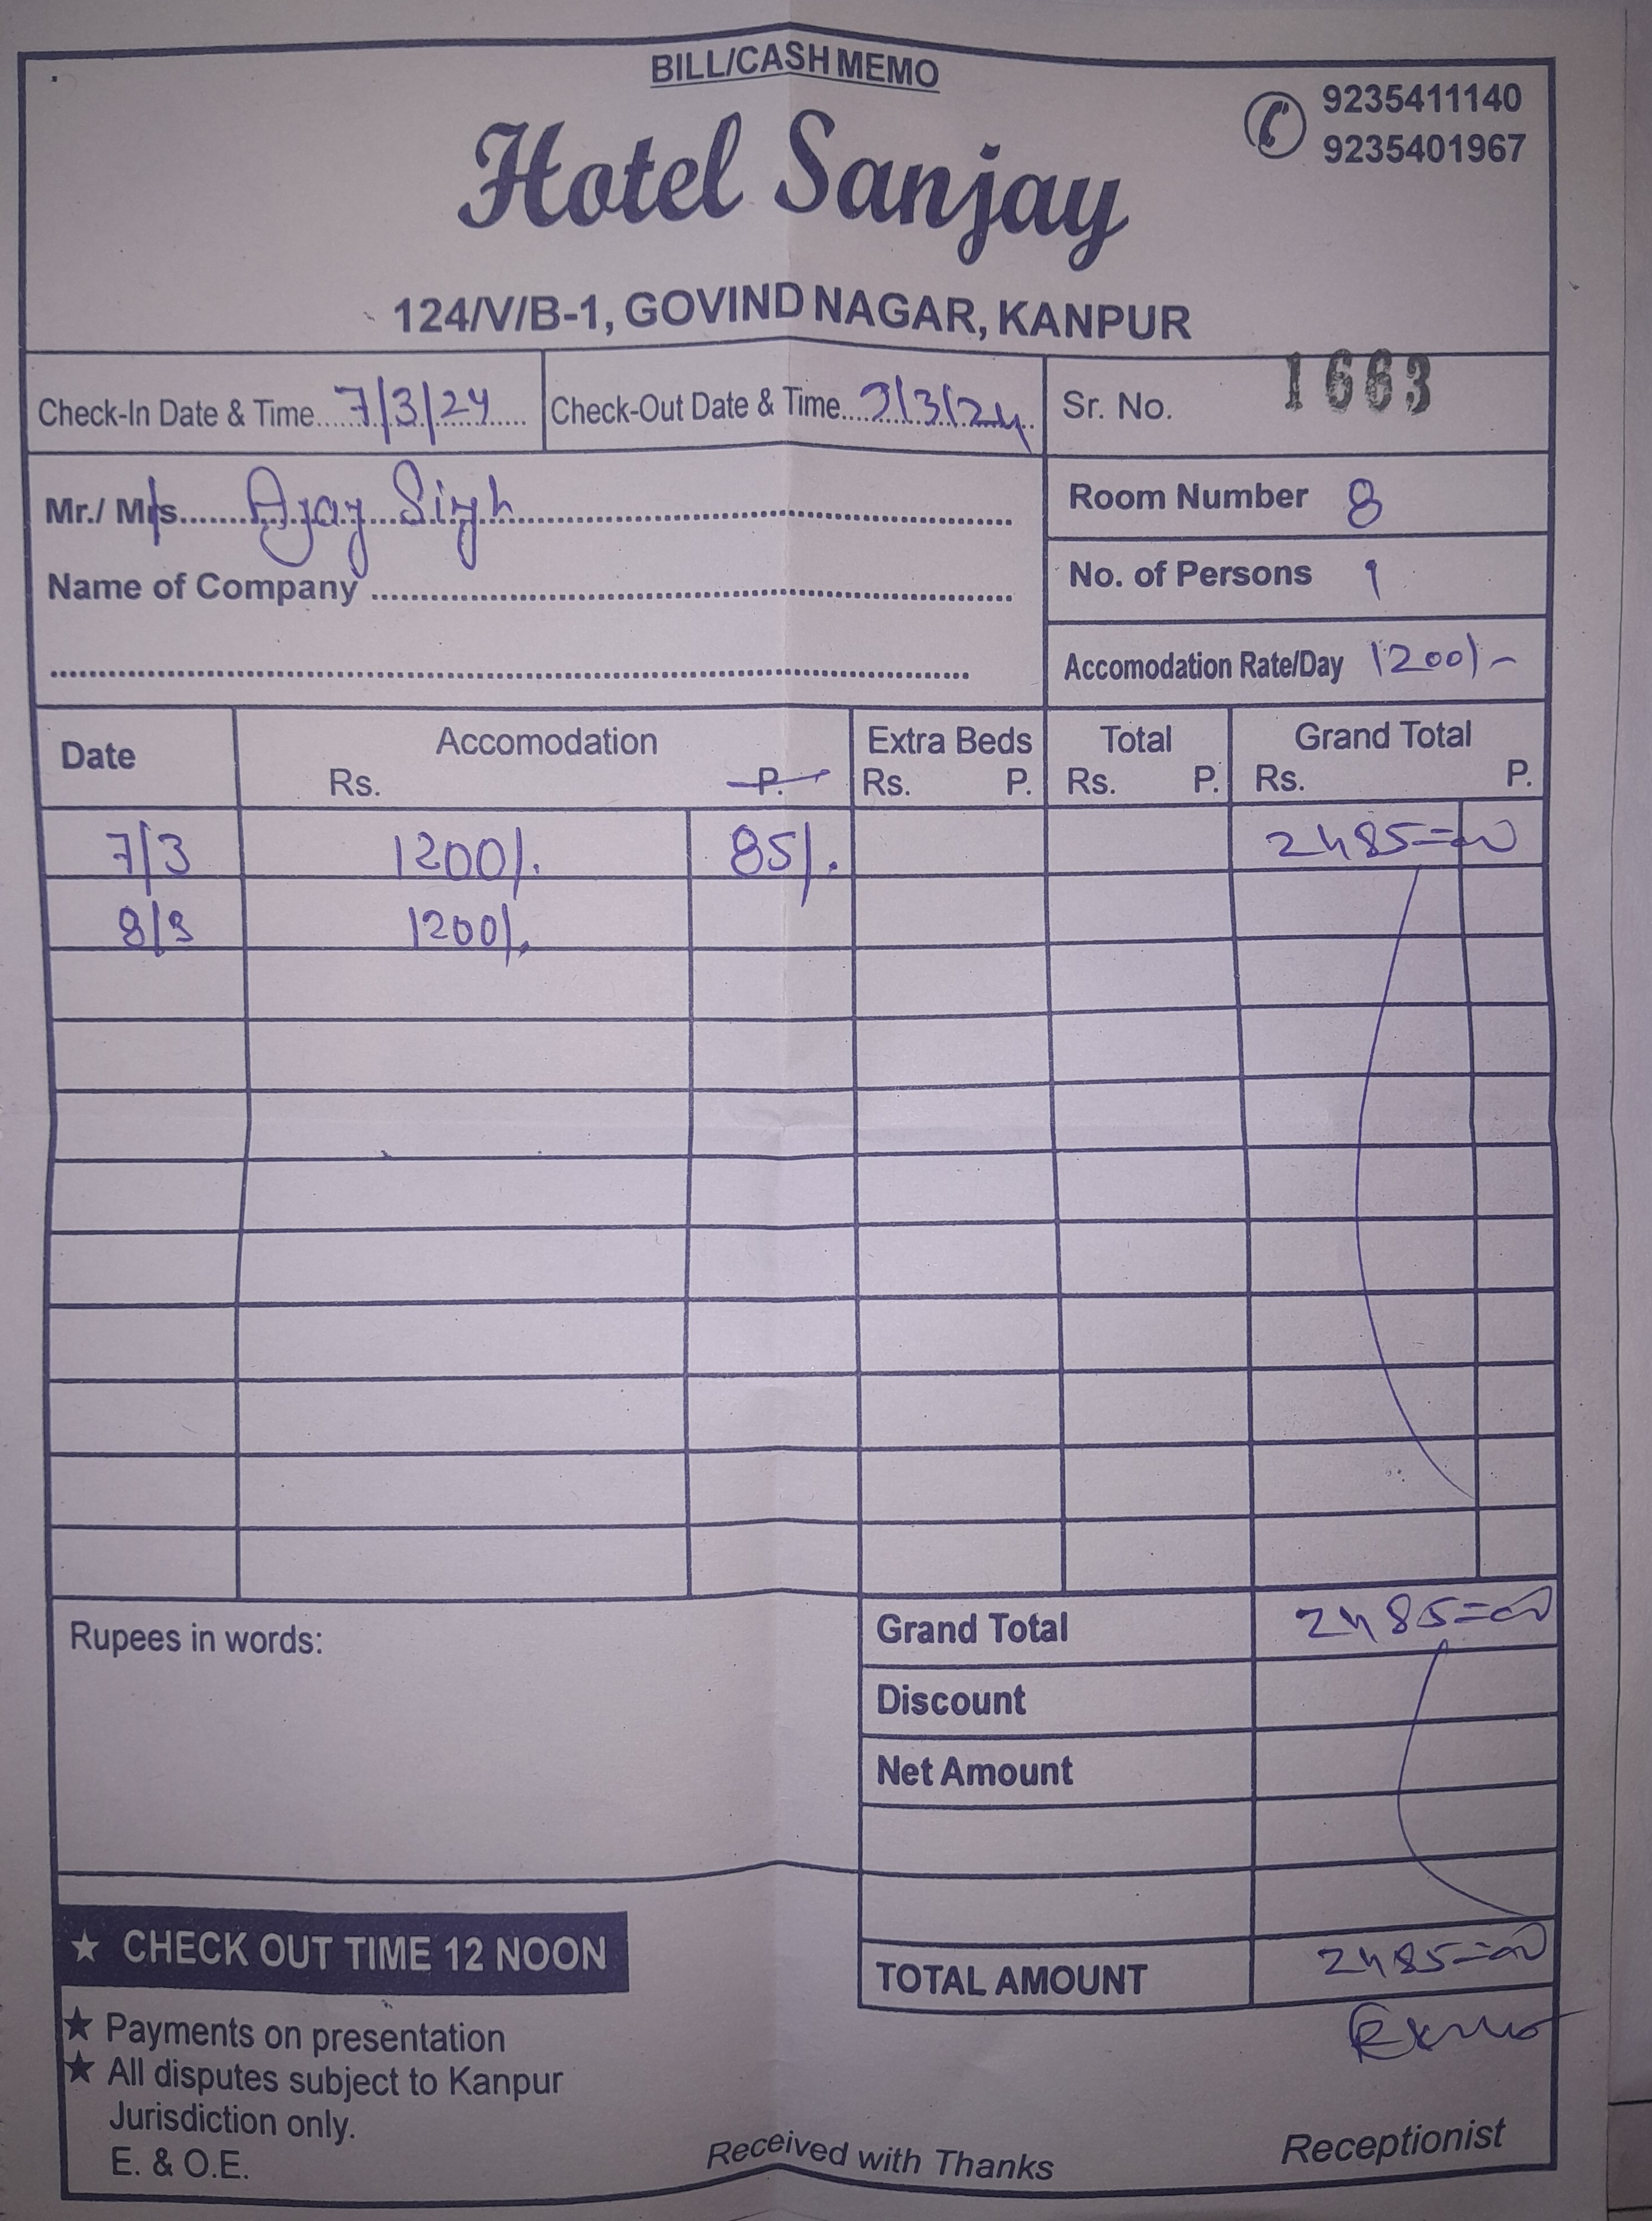 BILL/CASH MEMO
9235411140
9235401967
Hotel Sanjay
124/V/B-1, GOVIND NAGAR, KANPUR
Check-In Date & Time 7/3/24 Check-Out Date & Time 9/3/24 Sr. No. 1663
Mr./ M/s Ajay Singh
Room Number 8
Name of Company
No. of Persons 1
Accomodation Rate/Day 1200/-
Date Accomodation Extra Beds Total Grand Total
Rs. P. Rs. P. Rs. P. Rs. P.
7/3 1200/. 85/. 2485=00
8/3 1200/.
Rupees in words:
Grand Total 2485=00
Discount
Net Amount
★ CHECK OUT TIME 12 NOON
TOTAL AMOUNT 2485=00
★ Payments on presentation
★ All disputes subject to Kanpur
Jurisdiction only.
E. & O.E.
Received with Thanks
Receptionist